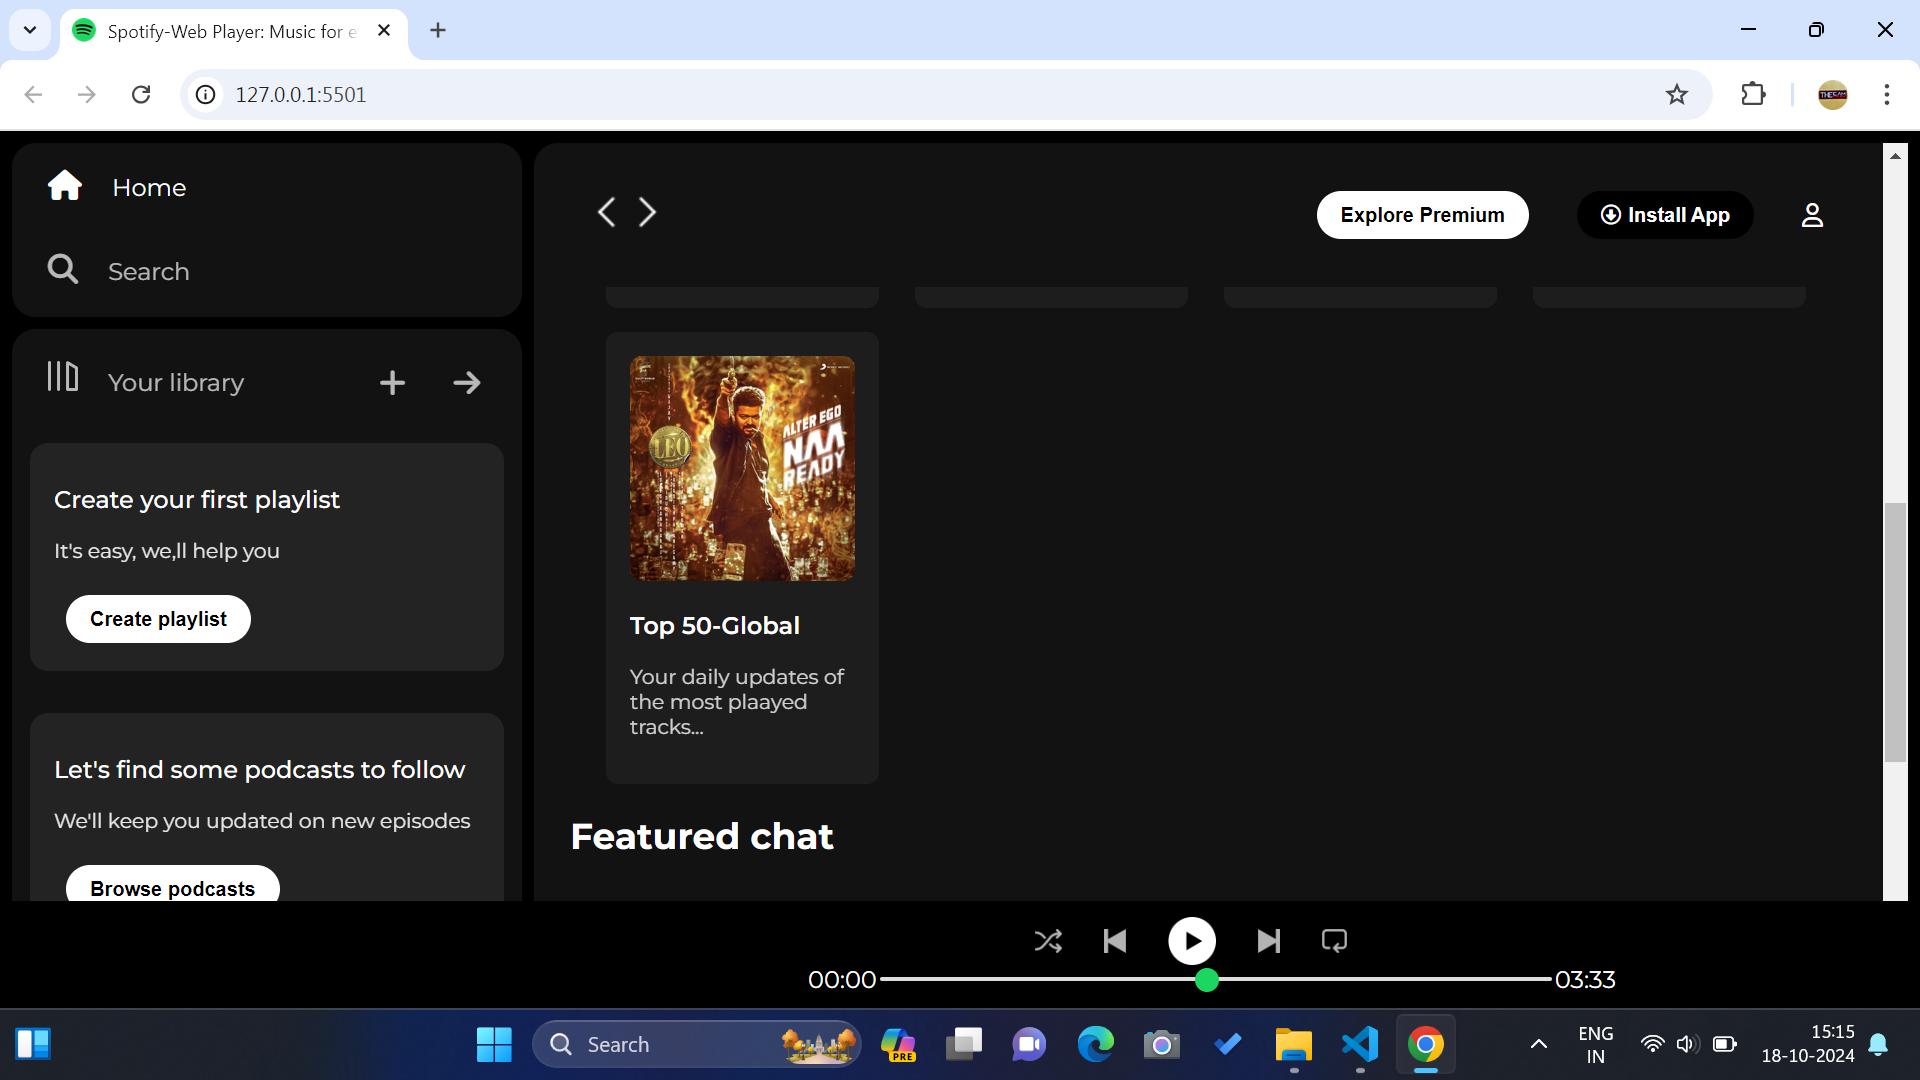 Spotify-Web Player: Music for e
127.0.0.1:5501
Home
Search
Your library
Create your first playlist
It's easy, we,ll help you
Create playlist
Let's find some podcasts to follow
We'll keep you updated on new episodes
Browse podcasts
Explore Premium
Install App
LEO
ALTER EGO
NAA
READY
Top 50-Global
Your daily updates of
the most plaayed
tracks...
Featured chat
00:00
03:33
Search
PRE
ENG
IN
15:15
18-10-2024